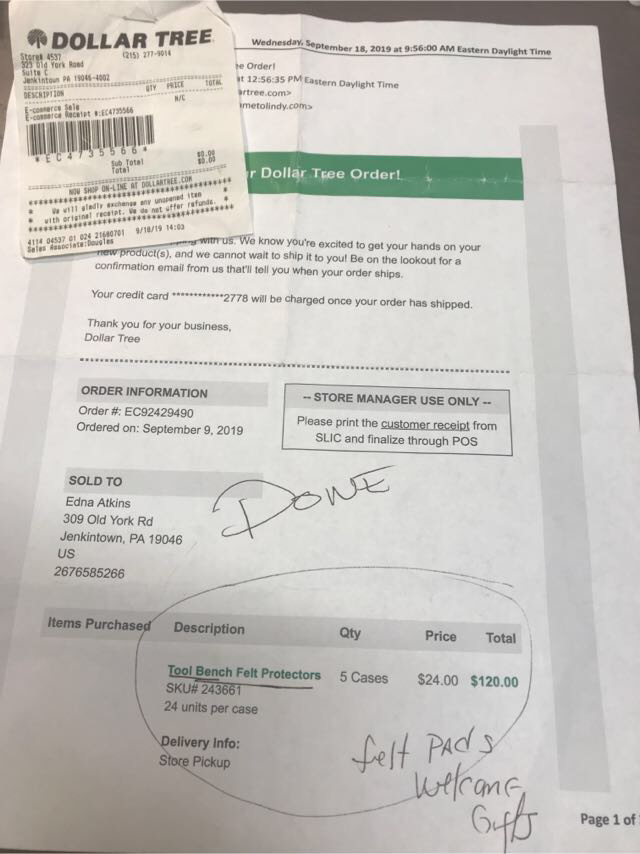 DOLLAR TREE
Store# 4537 (215) 277-9014
323 Old York Road
Suite C
Jenkintown PA 19046-4002
DESCRIPTION QTY PRICE TOTAL
N/C
E-commerce Sale
E-commerce Receipt #:EC4735566
*EC4735566*
Sub Total $0.00
Total $0.00
NOW SHOP ON-LINE AT DOLLARTREE.COM
* We will gladly exchange any unopened item *
* with original receipt. We do not offer refunds. *
4114 04537 01 024 21680701 9/18/19 14:03
Sales Associate:Douglas
Wednesday, September 18, 2019 at 9:56:00 AM Eastern Daylight Time
e Order!
at 12:56:35 PM Eastern Daylight Time
artree.com>
metolindy.com>
r Dollar Tree Order!
with us. We know you're excited to get your hands on your
new product(s), and we cannot wait to ship it to you! Be on the lookout for a
confirmation email from us that'll tell you when your order ships.
Your credit card ************2778 will be charged once your order has shipped.
Thank you for your business,
Dollar Tree
ORDER INFORMATION
Order #: EC92429490
Ordered on: September 9, 2019
-- STORE MANAGER USE ONLY --
Please print the customer receipt from
SLIC and finalize through POS
SOLD TO
Edna Atkins
309 Old York Rd
Jenkintown, PA 19046
US
2676585266
DONE
Items Purchased Description Qty Price Total
Tool Bench Felt Protectors 5 Cases $24.00 $120.00
SKU# 243661
24 units per case
Delivery Info:
Store Pickup
felt PADS
Welcome
Gifts
Page 1 of